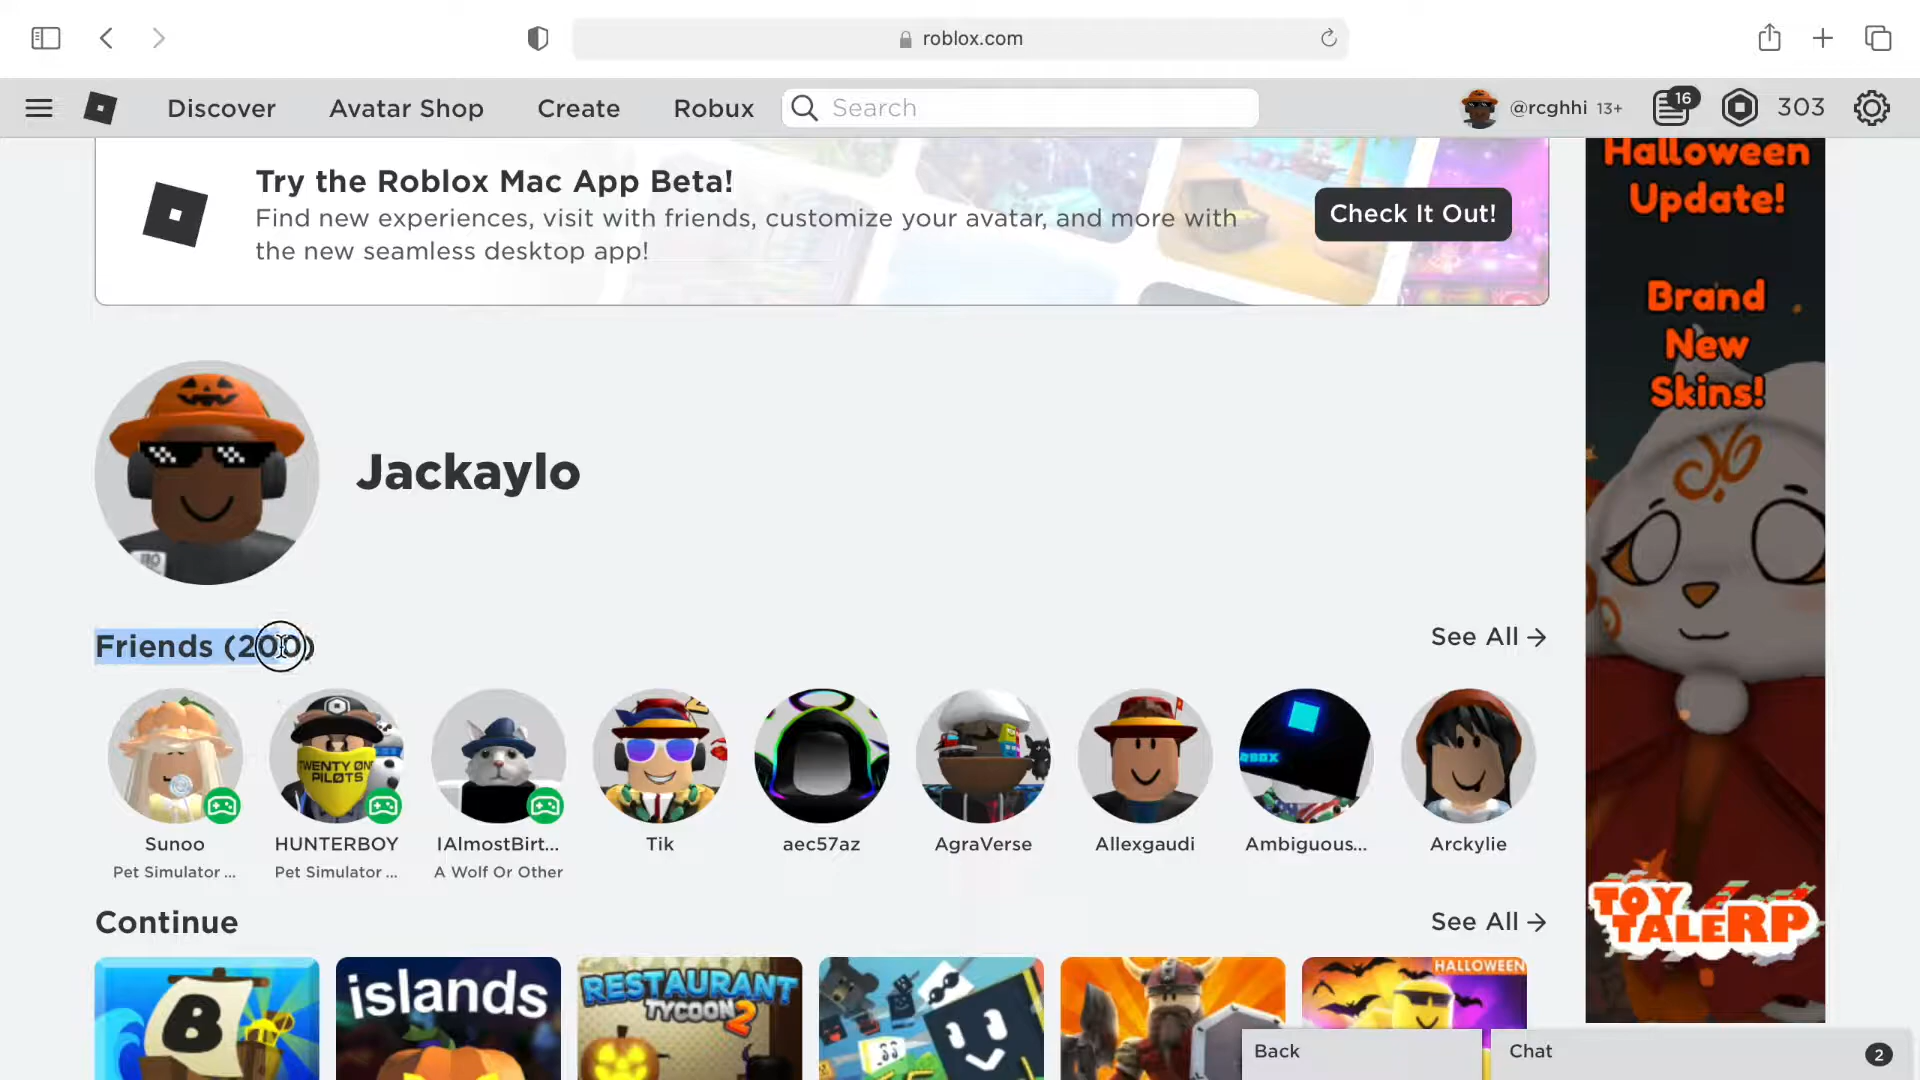 roblox.com
Discover
Avatar Shop
Create
Robux
Search
@rcghhi 13+
16
303
Try the Roblox Mac App Beta!
Find new experiences, visit with friends, customize your avatar, and more with
the new seamless desktop app!
Check It Out!
Halloween
Update!
Brand
New
Skins!
Jackaylo
Friends (200)
See All →
TWENTY ONE
PILOTS
Sunoo
HUNTERBOY
IAlmostBirt...
Tik
aec57az
AgraVerse
Allexgaudi
Ambiguous...
Arckylie
Pet Simulator ...
Pet Simulator ...
A Wolf Or Other
TOY
TALERP
Continue
See All →
B
islands
RESTAURANT
TYCOON 2
HALLOWEEN
Back
Chat
2